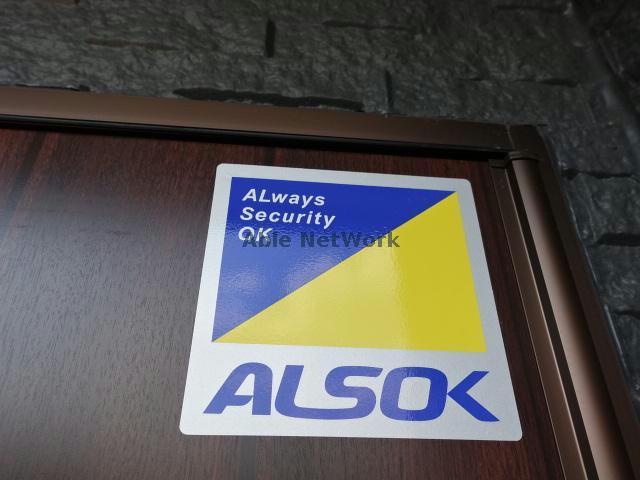 ALways
Security
OK
Able NetWork
ALSOK